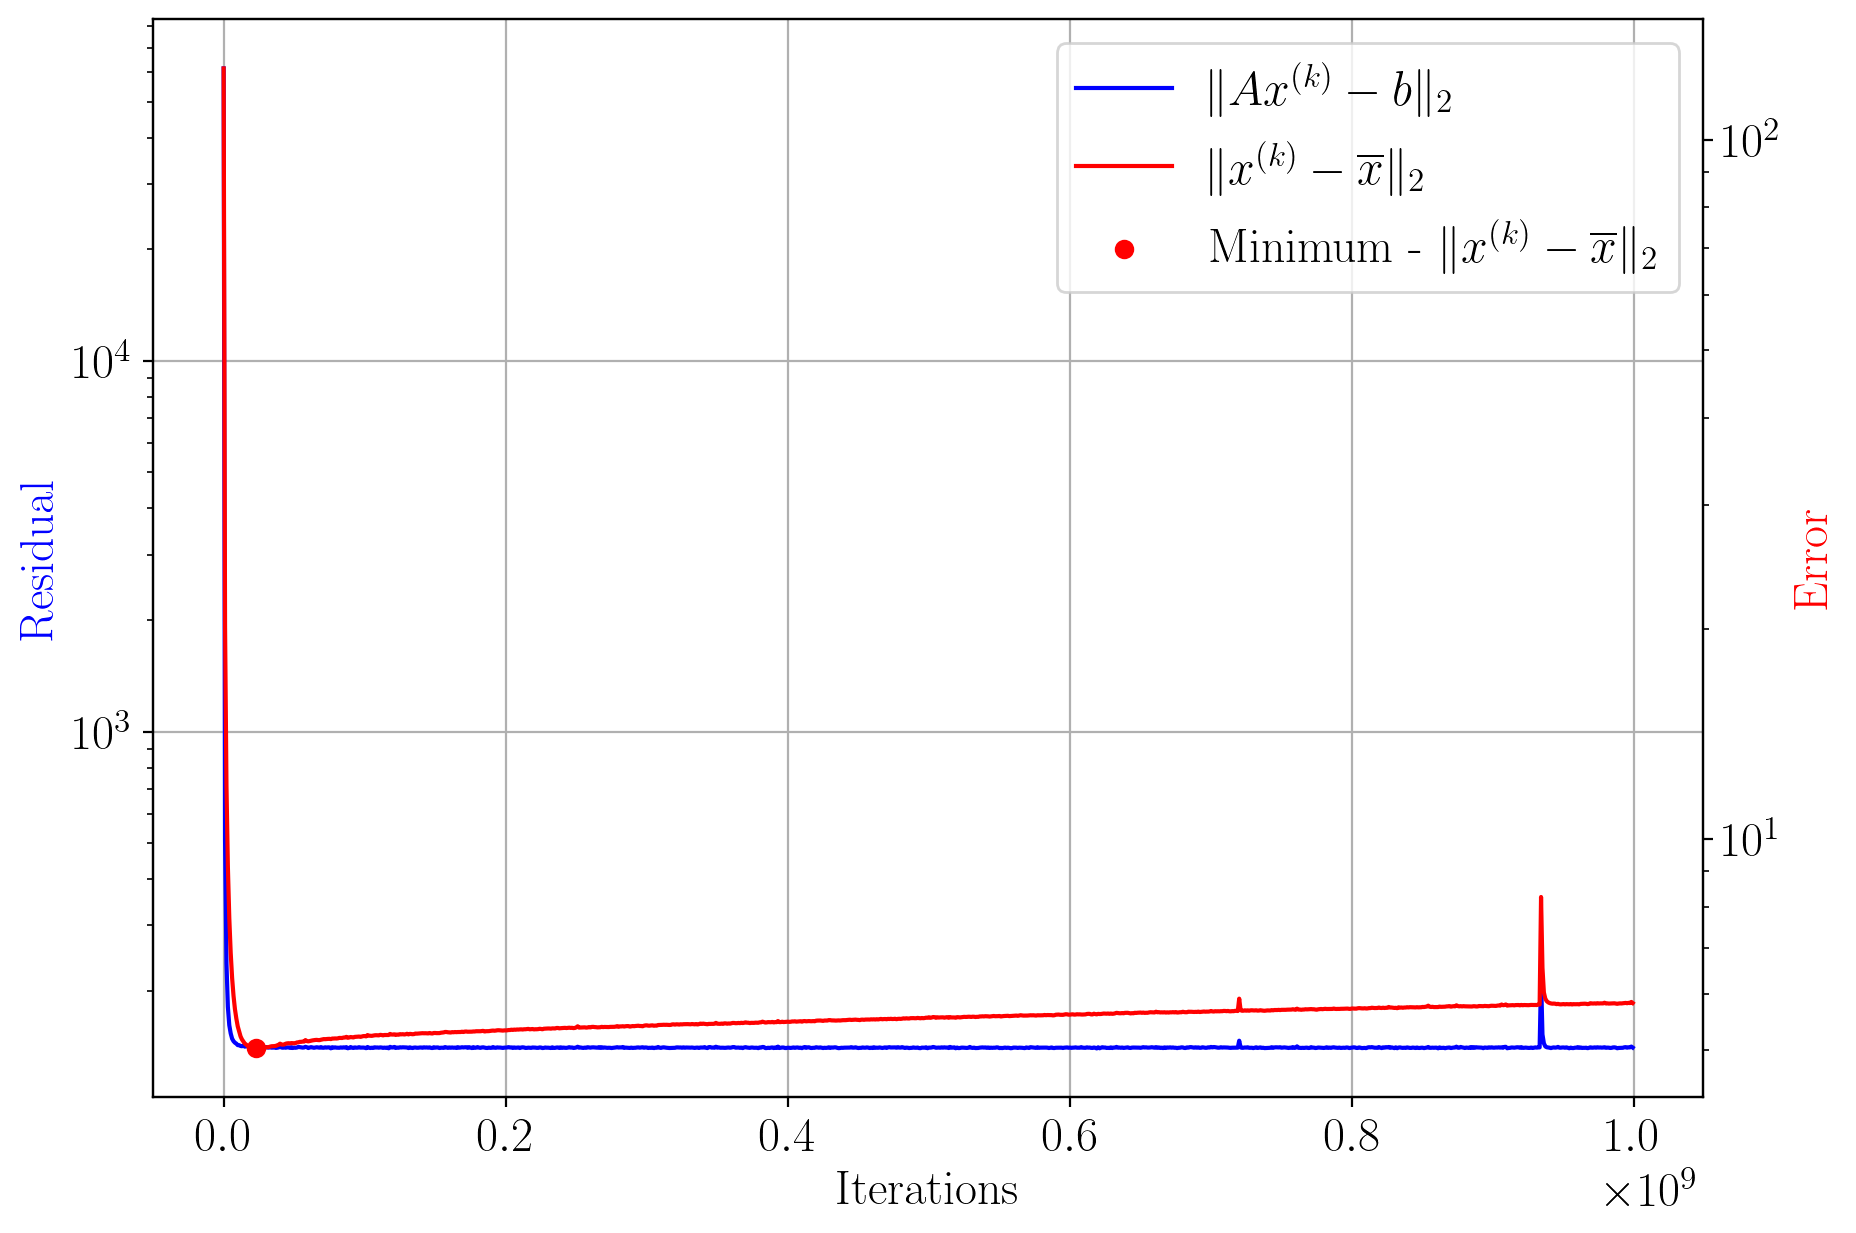 ‖Ax^(k) − b‖₂
‖x^(k) − x̅‖₂
Minimum - ‖x^(k) − x̅‖₂
10^4
10^3
Residual
10^2
10^1
Error
0.0 0.2 0.4 0.6 0.8 1.0
Iterations
×10^9